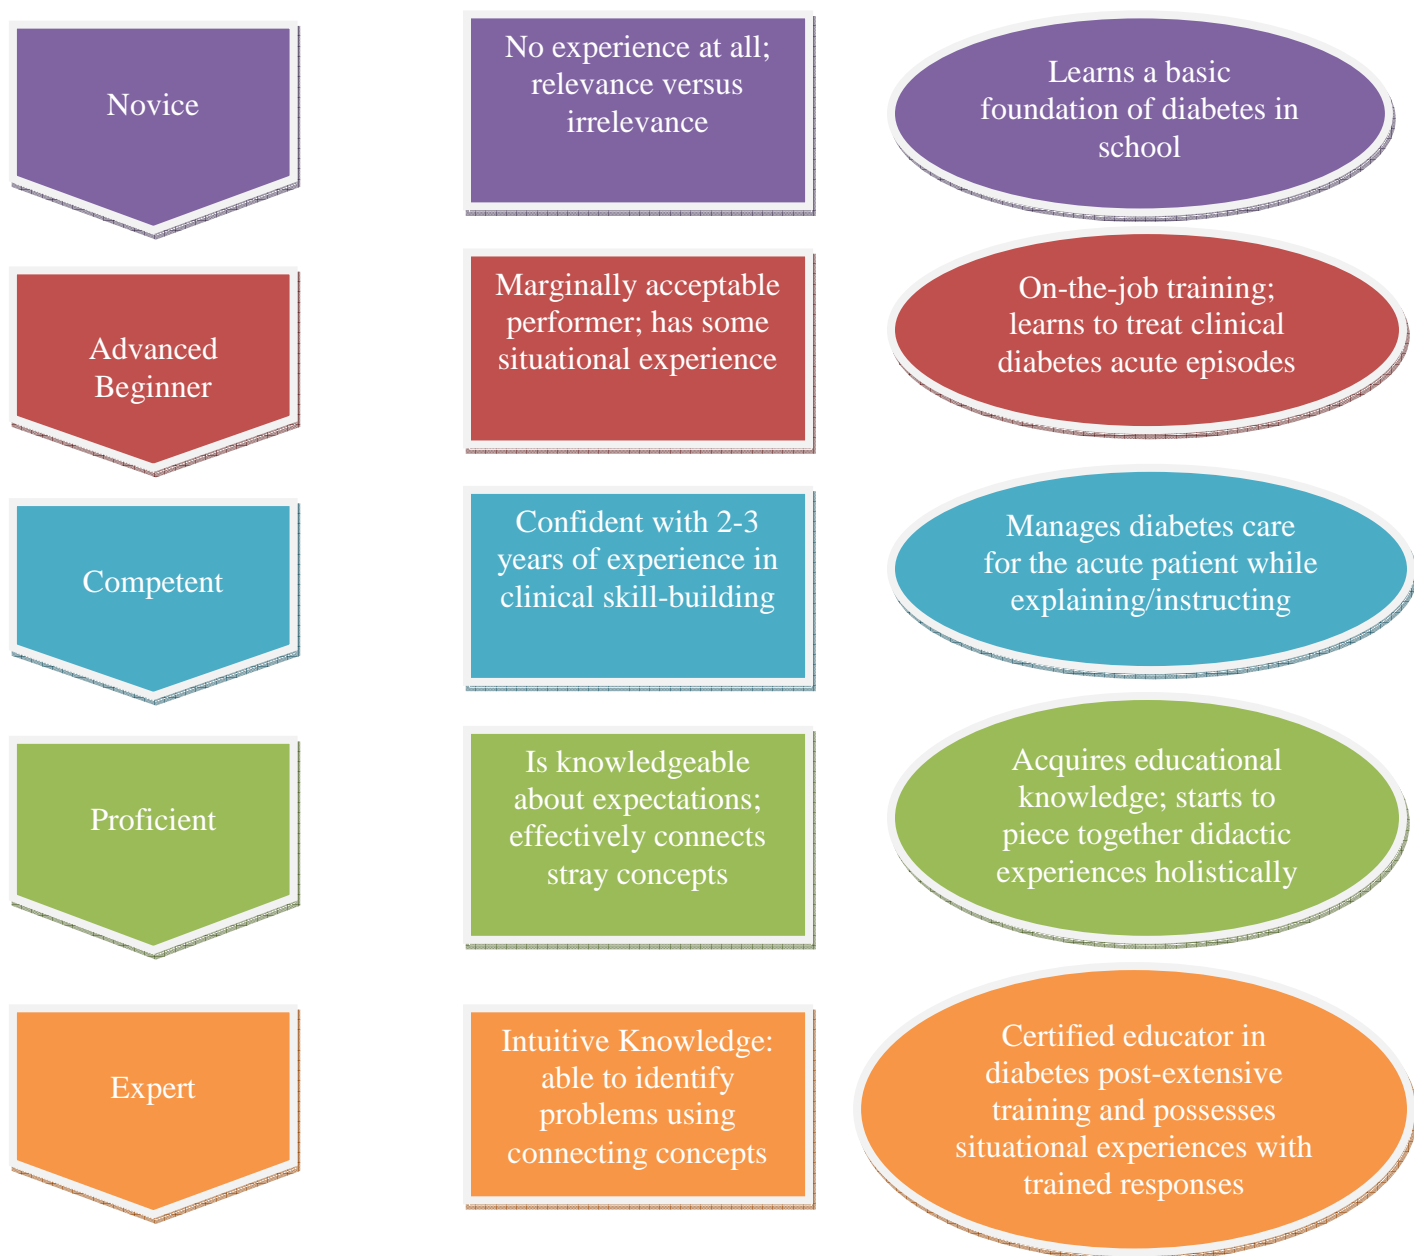 Novice
No experience at all;
relevance versus
irrelevance
Learns a basic
foundation of diabetes in
school
Advanced
Beginner
Marginally acceptable
performer; has some
situational experience
On-the-job training;
learns to treat clinical
diabetes acute episodes
Competent
Confident with 2-3
years of experience in
clinical skill-building
Manages diabetes care
for the acute patient while
explaining/instructing
Proficient
Is knowledgeable
about expectations;
effectively connects
stray concepts
Acquires educational
knowledge; starts to
piece together didactic
experiences holistically
Expert
Intuitive Knowledge:
able to identify
problems using
connecting concepts
Certified educator in
diabetes post-extensive
training and possesses
situational experiences with
trained responses